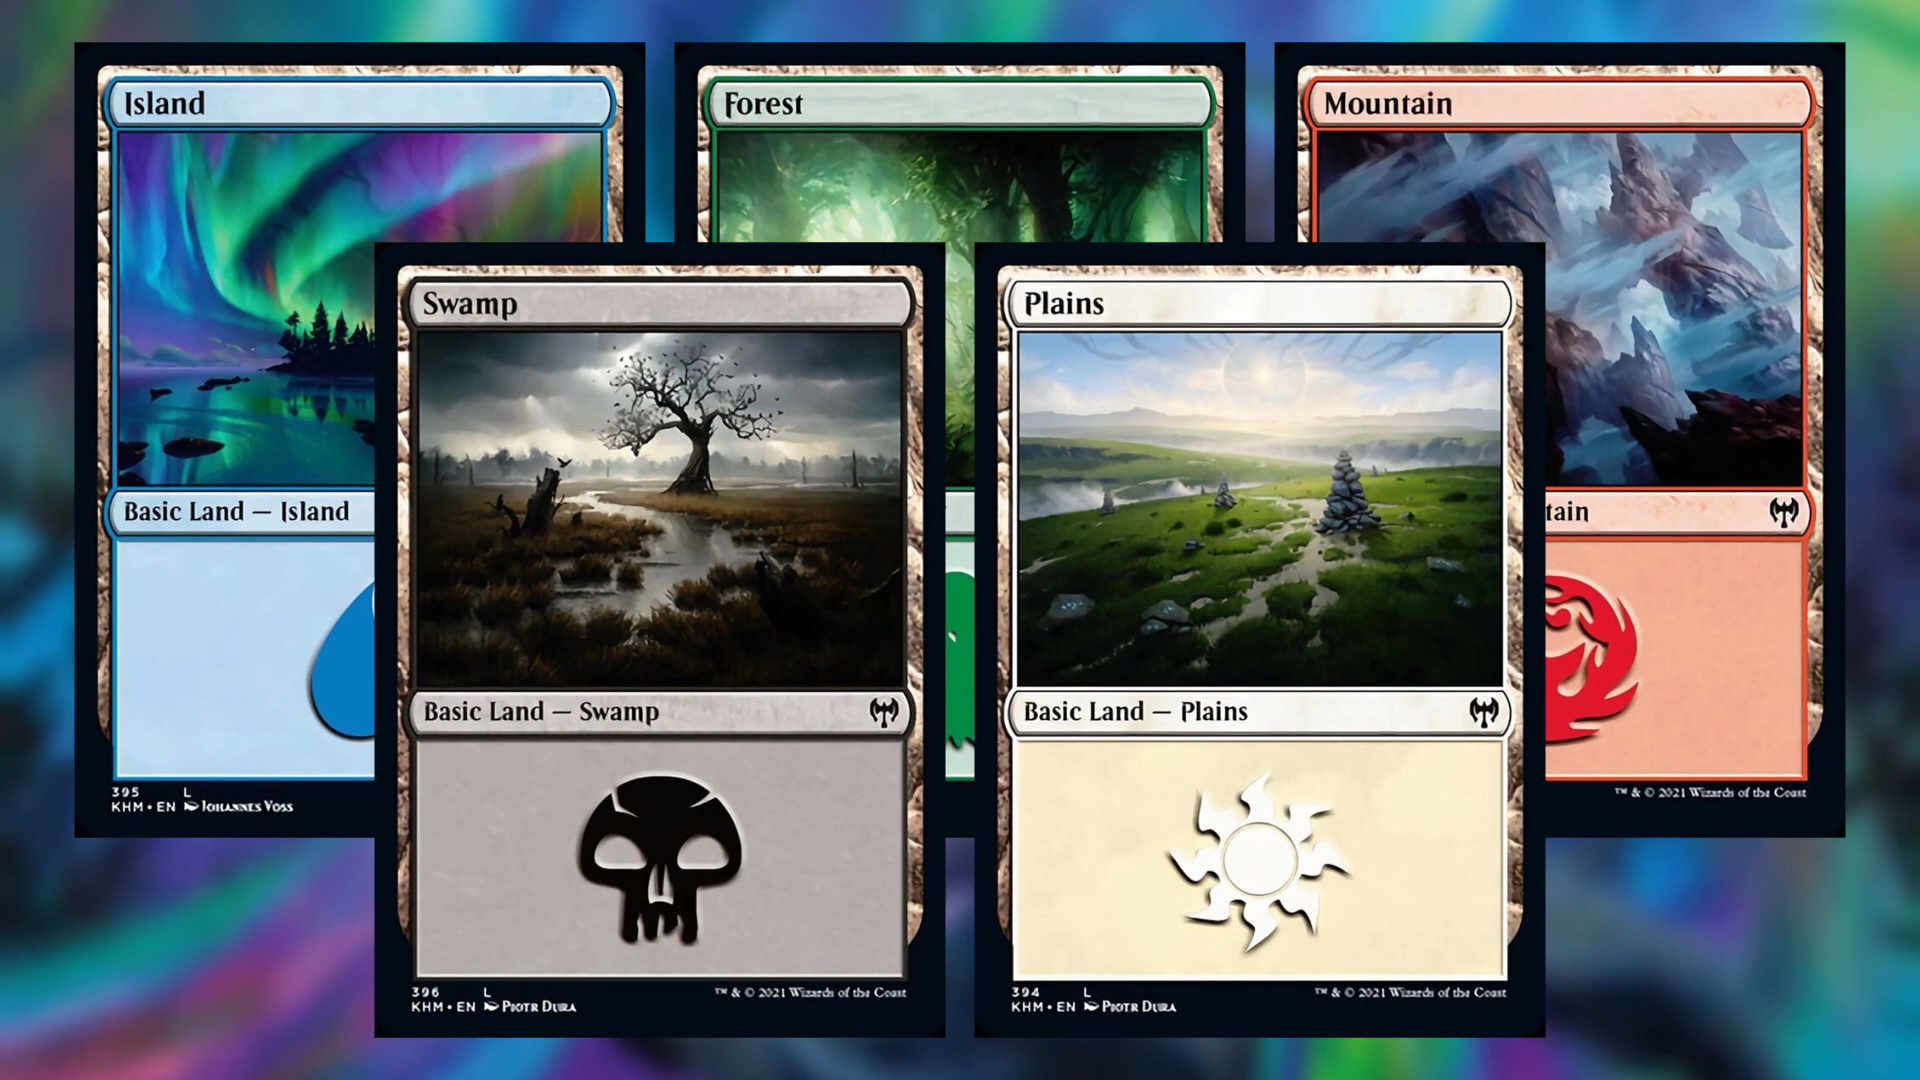 Island
Basic Land — Island
395 L
KHM • EN Johannes Voss
Forest
Mountain
tain
™ & © 2021 Wizards of the Coast
Swamp
Basic Land — Swamp
396 L
KHM • EN Piotr Dura
™ & © 2021 Wizards of the Coast
Plains
Basic Land — Plains
394 L
KHM • EN Piotr Dura
™ & © 2021 Wizards of the Coast